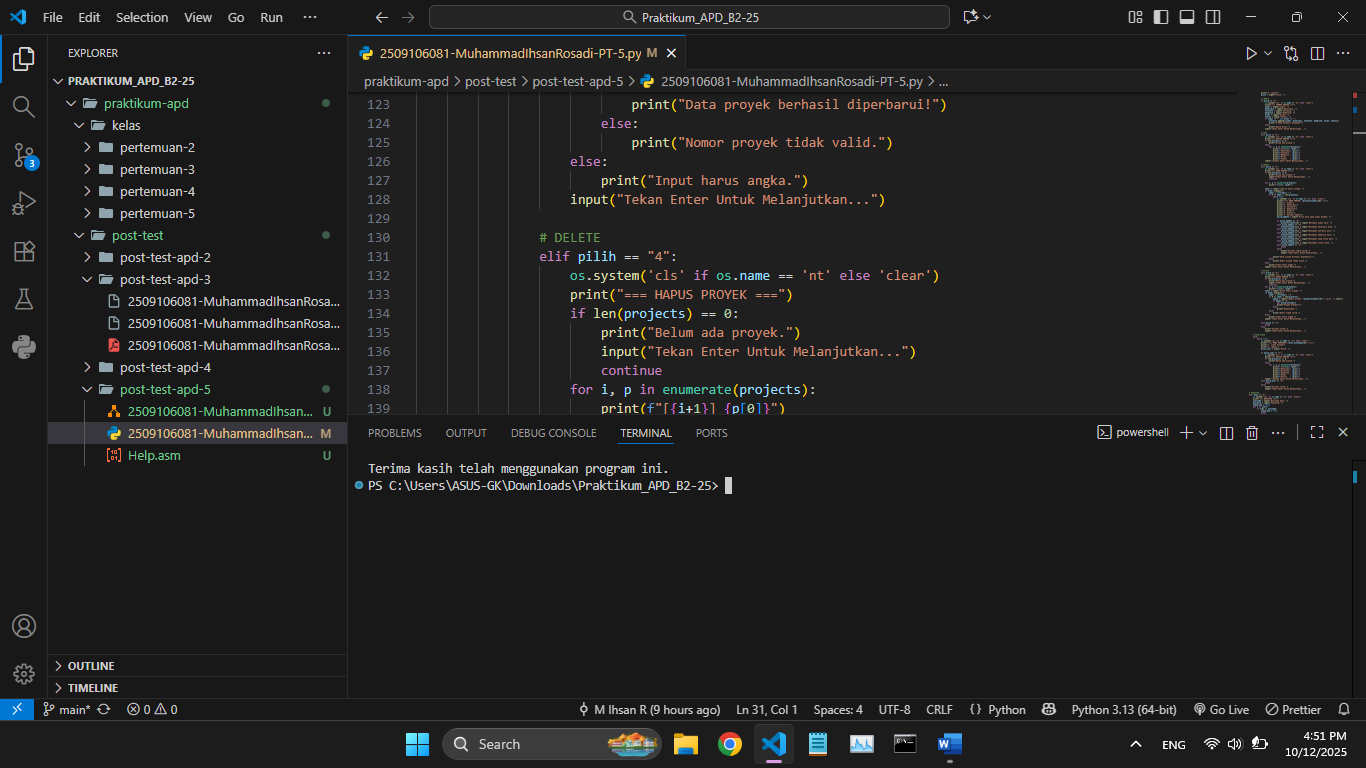 File Edit Selection View Go Run ···
Praktikum_APD_B2-25
EXPLORER ···
PRAKTIKUM_APD_B2-25
praktikum-apd
kelas
pertemuan-2
pertemuan-3
pertemuan-4
pertemuan-5
post-test
post-test-apd-2
post-test-apd-3
2509106081-MuhammadIhsanRosa...
2509106081-MuhammadIhsanRosa...
2509106081-MuhammadIhsanRosa...
post-test-apd-4
post-test-apd-5
2509106081-MuhammadIhsan... U
2509106081-MuhammadIhsan... M
Help.asm U
OUTLINE
TIMELINE
3
2509106081-MuhammadIhsanRosadi-PT-5.py M
praktikum-apd > post-test > post-test-apd-5 > 2509106081-MuhammadIhsanRosadi-PT-5.py > ...
123 print("Data proyek berhasil diperbarui!")
124 else:
125 print("Nomor proyek tidak valid.")
126 else:
127 print("Input harus angka.")
128 input("Tekan Enter Untuk Melanjutkan...")
129
130 # DELETE
131 elif pilih == "4":
132 os.system('cls' if os.name == 'nt' else 'clear')
133 print("=== HAPUS PROYEK ===")
134 if len(projects) == 0:
135 print("Belum ada proyek.")
136 input("Tekan Enter Untuk Melanjutkan...")
137 continue
138 for i, p in enumerate(projects):
139 print(f"[{i+1}] {p[0]}")
PROBLEMS OUTPUT DEBUG CONSOLE TERMINAL PORTS powershell
Terima kasih telah menggunakan program ini.
PS C:\Users\ASUS-GK\Downloads\Praktikum_APD_B2-25>
main* 0 0 M Ihsan R (9 hours ago) Ln 31, Col 1 Spaces: 4 UTF-8 CRLF {} Python Python 3.13 (64-bit) Go Live Prettier
Search
ENG
4:51 PM
10/12/2025